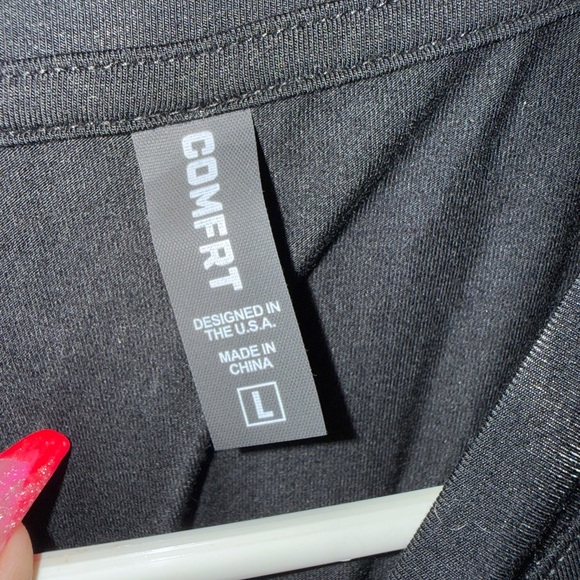 COMFRT
DESIGNED IN
THE U.S.A.
MADE IN
CHINA
L